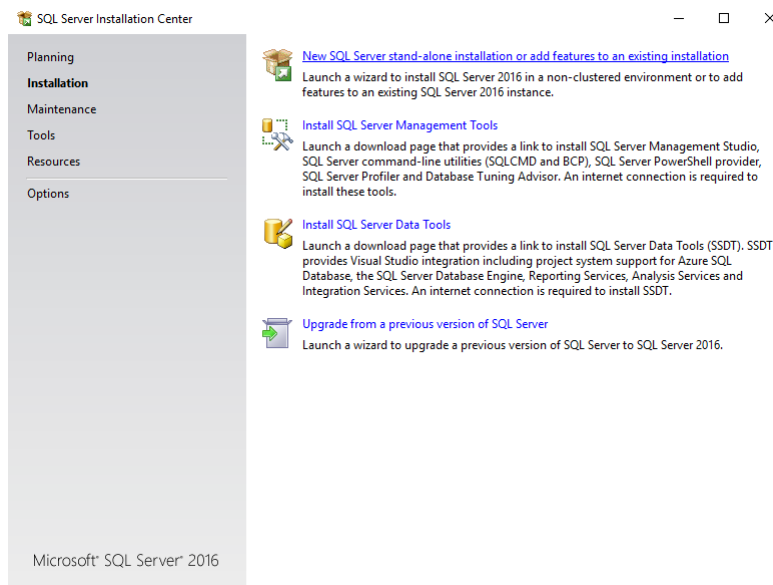 SQL Server Installation Center
Planning
Installation
Maintenance
Tools
Resources
Options
New SQL Server stand-alone installation or add features to an existing installation
Launch a wizard to install SQL Server 2016 in a non-clustered environment or to add
features to an existing SQL Server 2016 instance.
Install SQL Server Management Tools
Launch a download page that provides a link to install SQL Server Management Studio,
SQL Server command-line utilities (SQLCMD and BCP), SQL Server PowerShell provider,
SQL Server Profiler and Database Tuning Advisor. An internet connection is required to
install these tools.
Install SQL Server Data Tools
Launch a download page that provides a link to install SQL Server Data Tools (SSDT). SSDT
provides Visual Studio integration including project system support for Azure SQL
Database, the SQL Server Database Engine, Reporting Services, Analysis Services and
Integration Services. An internet connection is required to install SSDT.
Upgrade from a previous version of SQL Server
Launch a wizard to upgrade a previous version of SQL Server to SQL Server 2016.
Microsoft® SQL Server® 2016